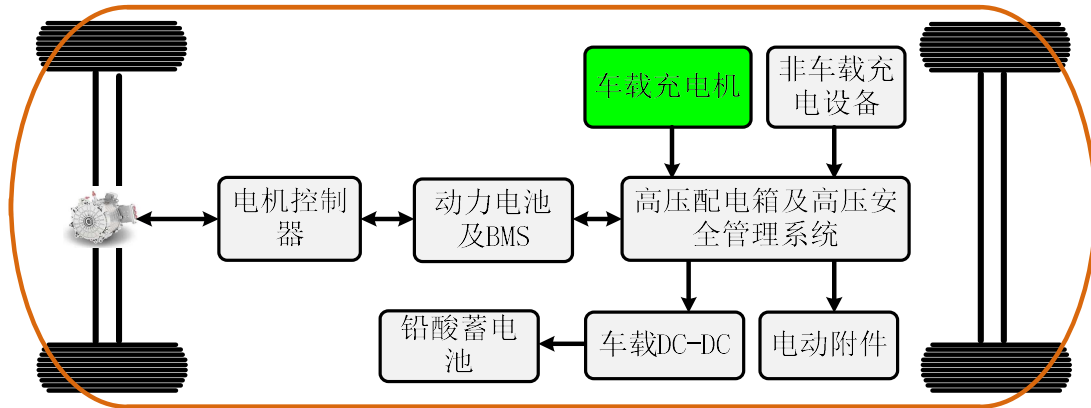 车载充电机
非车载充
电设备
电机控制
器
动力电池
及BMS
高压配电箱及高压安
全管理系统
铅酸蓄电
池
车载DC-DC
电动附件